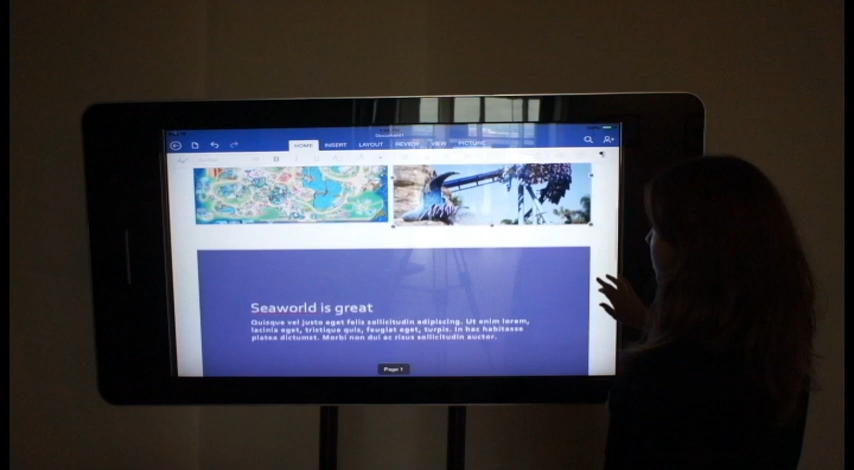 Document1
HOME INSERT LAYOUT REVIEW VIEW PICTURE
B I U
Seaworld is great
Quisque vel justo eget felis sollicitudin adipiscing. Ut enim lorem,
lacinia eget, tristique quis, feugiat eget, turpis. In hac habitasse
platea dictumst. Morbi non dui ac risus sollicitudin auctor.
Page 1